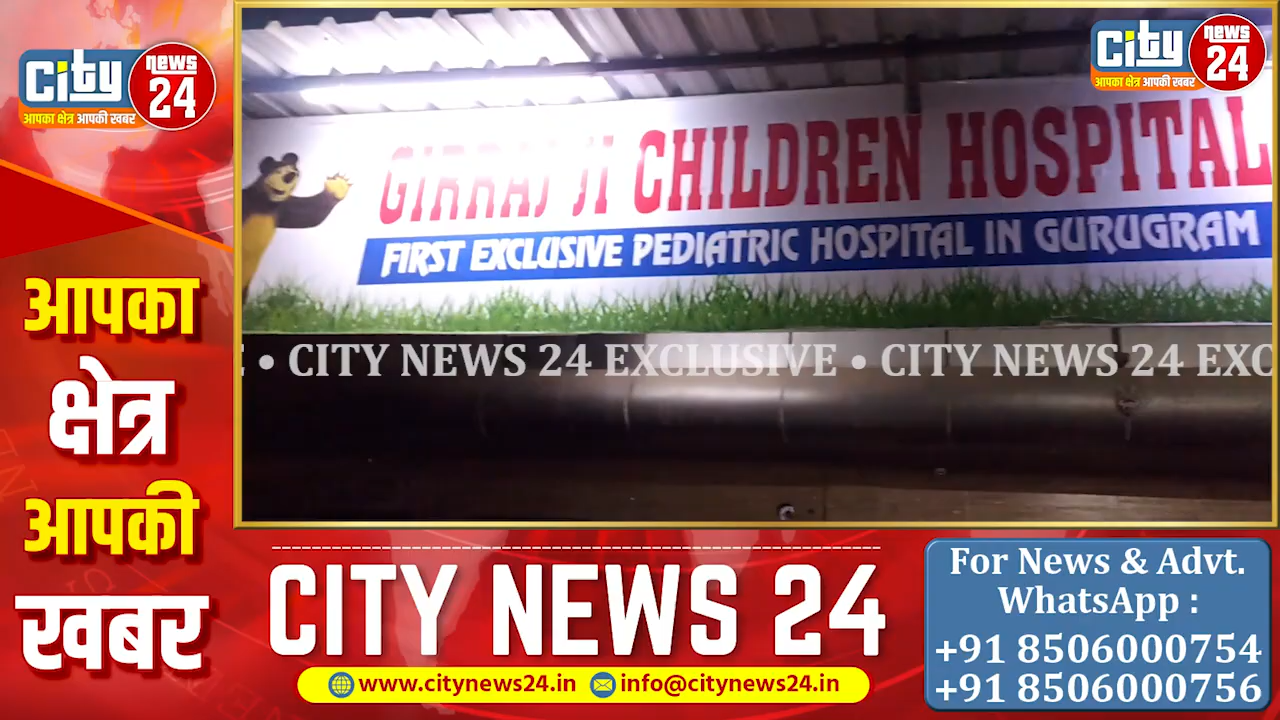 City
news
24
आपका क्षेत्र आपकी खबर
City
news
24
आपका क्षेत्र आपकी खबर
GIRRAJ JI CHILDREN HOSPITAL
FIRST EXCLUSIVE PEDIATRIC HOSPITAL IN GURUGRAM
• CITY NEWS 24 EXCLUSIVE • CITY NEWS 24 EXC
आपका
क्षेत्र
आपकी
खबर
CITY NEWS 24
www.citynews24.in info@citynews24.in
For News & Advt.
WhatsApp :
+91 8506000754
+91 8506000756